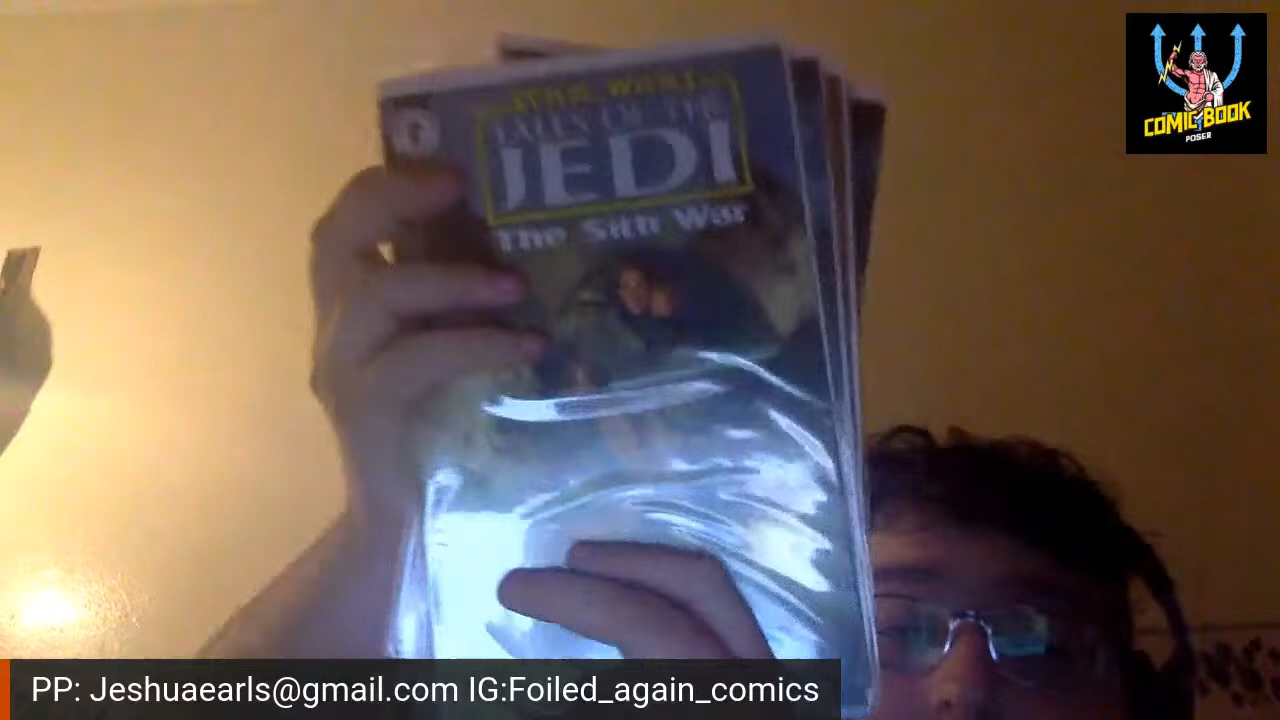 STAR WARS
TALES OF THE
JEDI
The Sith War
COMIC BOOK
POSER
PP: Jeshuaearls@gmail.com IG:Foiled_again_comics